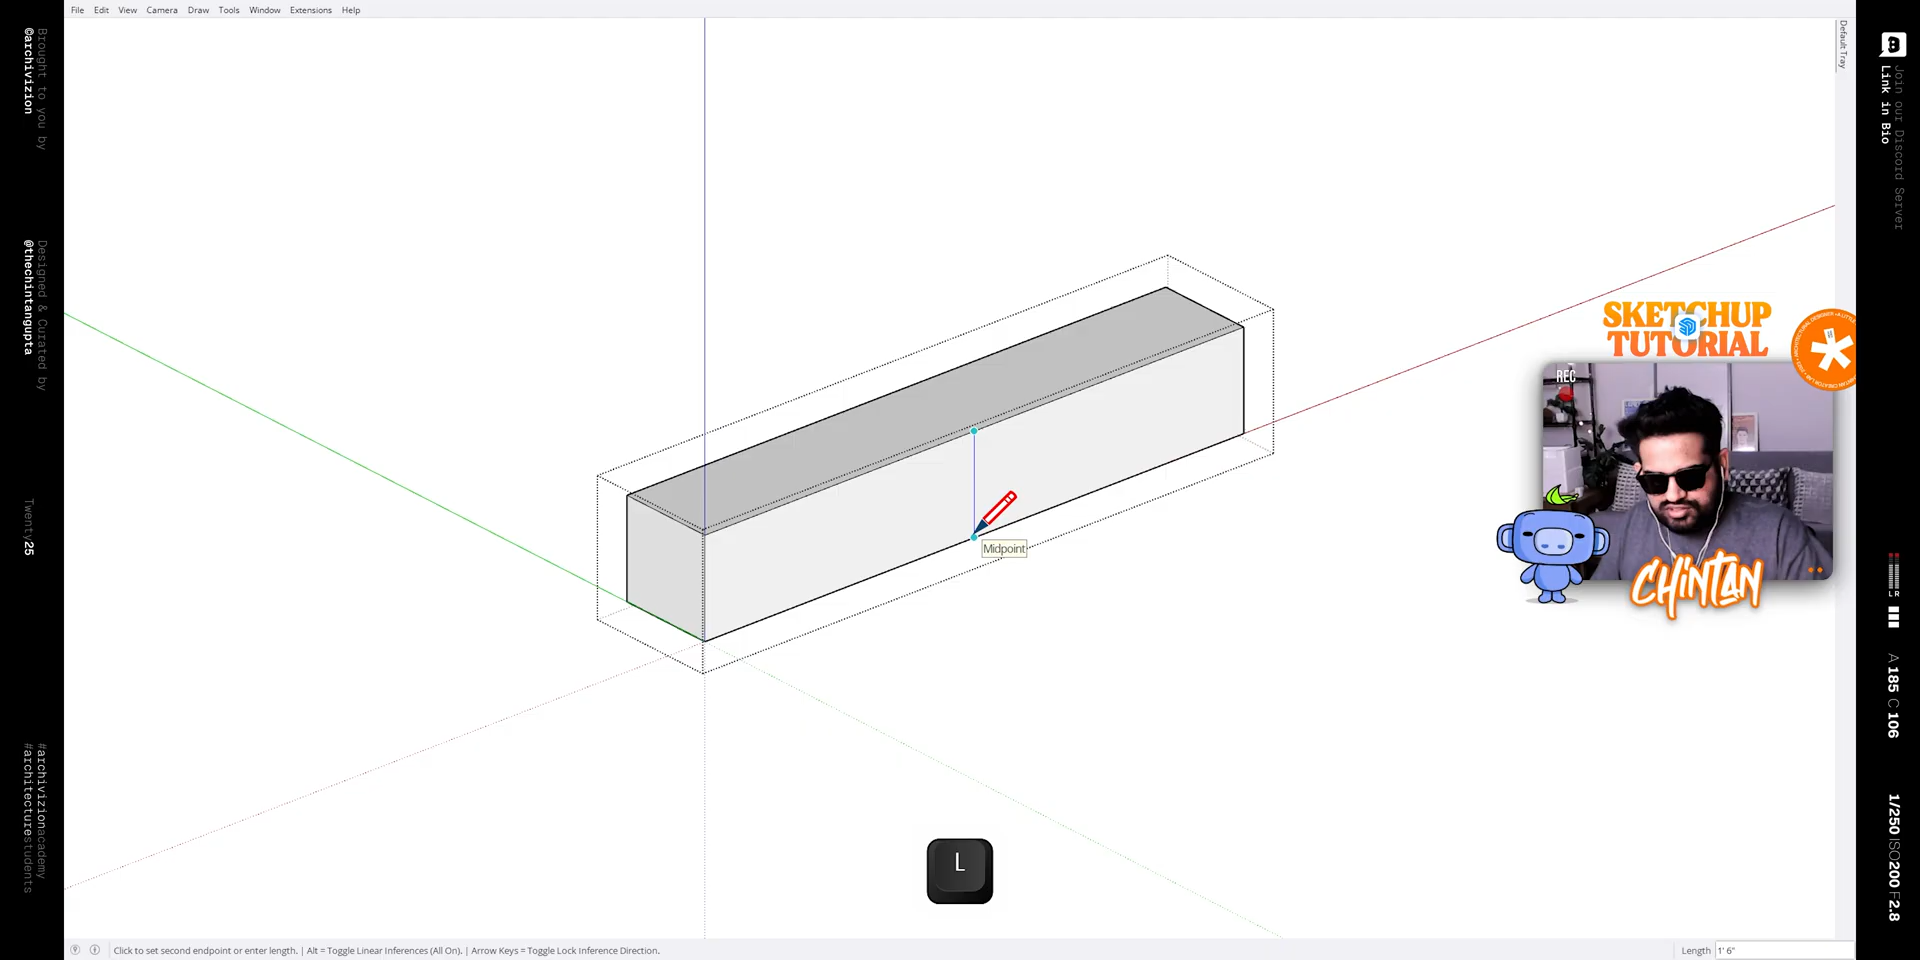 File Edit View Camera Draw Tools Window Extensions Help
Brought to you by
@archivizion
Designed & Curated by
@thechintangupta
Twenty25
#archivizionacademy
#architecturestudents
Default Tray
Join our Discord Server
Link in Bio
SKETCHUP
TUTORIAL
REC
CHINTAN
Midpoint
L
L R
A 185 C 106
1/250 ISO200 F2.8
Click to set second endpoint or enter length. | Alt = Toggle Linear Inferences (All On). | Arrow Keys = Toggle Lock Inference Direction.
Length 1' 6"